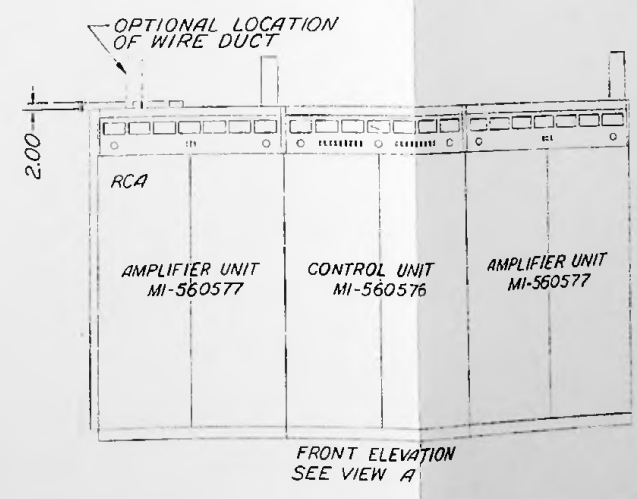 OPTIONAL LOCATION
OF WIRE DUCT
2.00
RCA
AMPLIFIER UNIT
MI-560577
CONTROL UNIT
MI-560576
AMPLIFIER UNIT
MI-560577
FRONT ELEVATION
SEE VIEW A